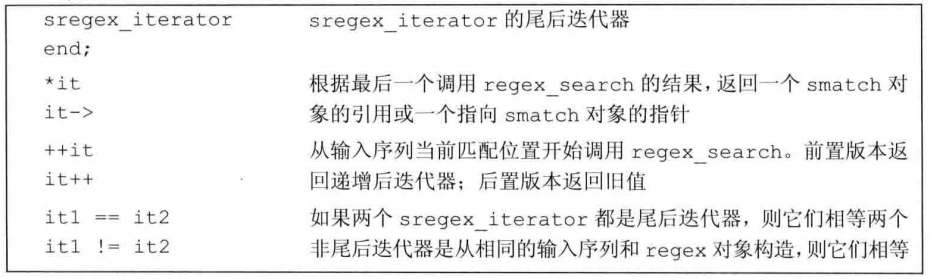 sregex_iterator sregex_iterator 的尾后迭代器
end;
*it 根据最后一个调用 regex_search 的结果,返回一个 smatch 对
it-> 象的引用或一个指向 smatch 对象的指针
++it 从输入序列当前匹配位置开始调用 regex_search。前置版本返
it++ 回递增后迭代器；后置版本返回旧值
it1 == it2 如果两个 sregex_iterator 都是尾后迭代器，则它们相等两个
it1 != it2 非尾后迭代器是从相同的输入序列和 regex 对象构造，则它们相等